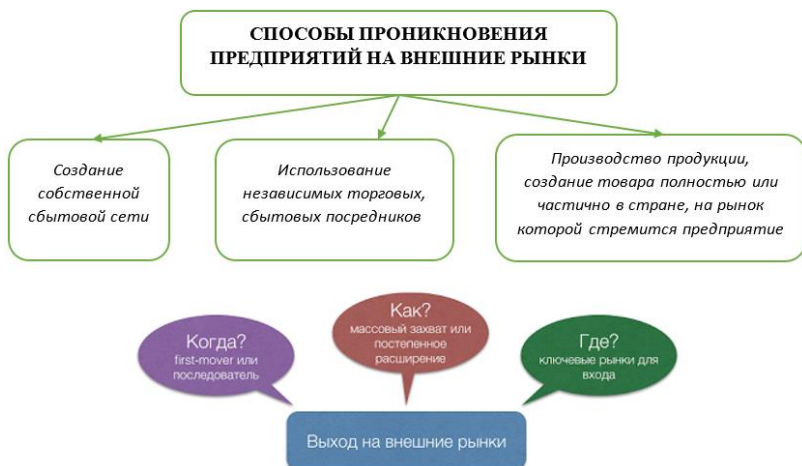 СПОСОБЫ ПРОНИКНОВЕНИЯ
ПРЕДПРИЯТИЙ НА ВНЕШНИЕ РЫНКИ
Создание
собственной
сбытовой сети
Использование
независимых торговых,
сбытовых посредников
Производство продукции,
создание товара полностью или
частично в стране, на рынок
которой стремится предприятие
Когда?
first-mover или
последователь
Как?
массовый захват или
постепенное
расширение
Где?
ключевые рынки для
входа
Выход на внешние рынки